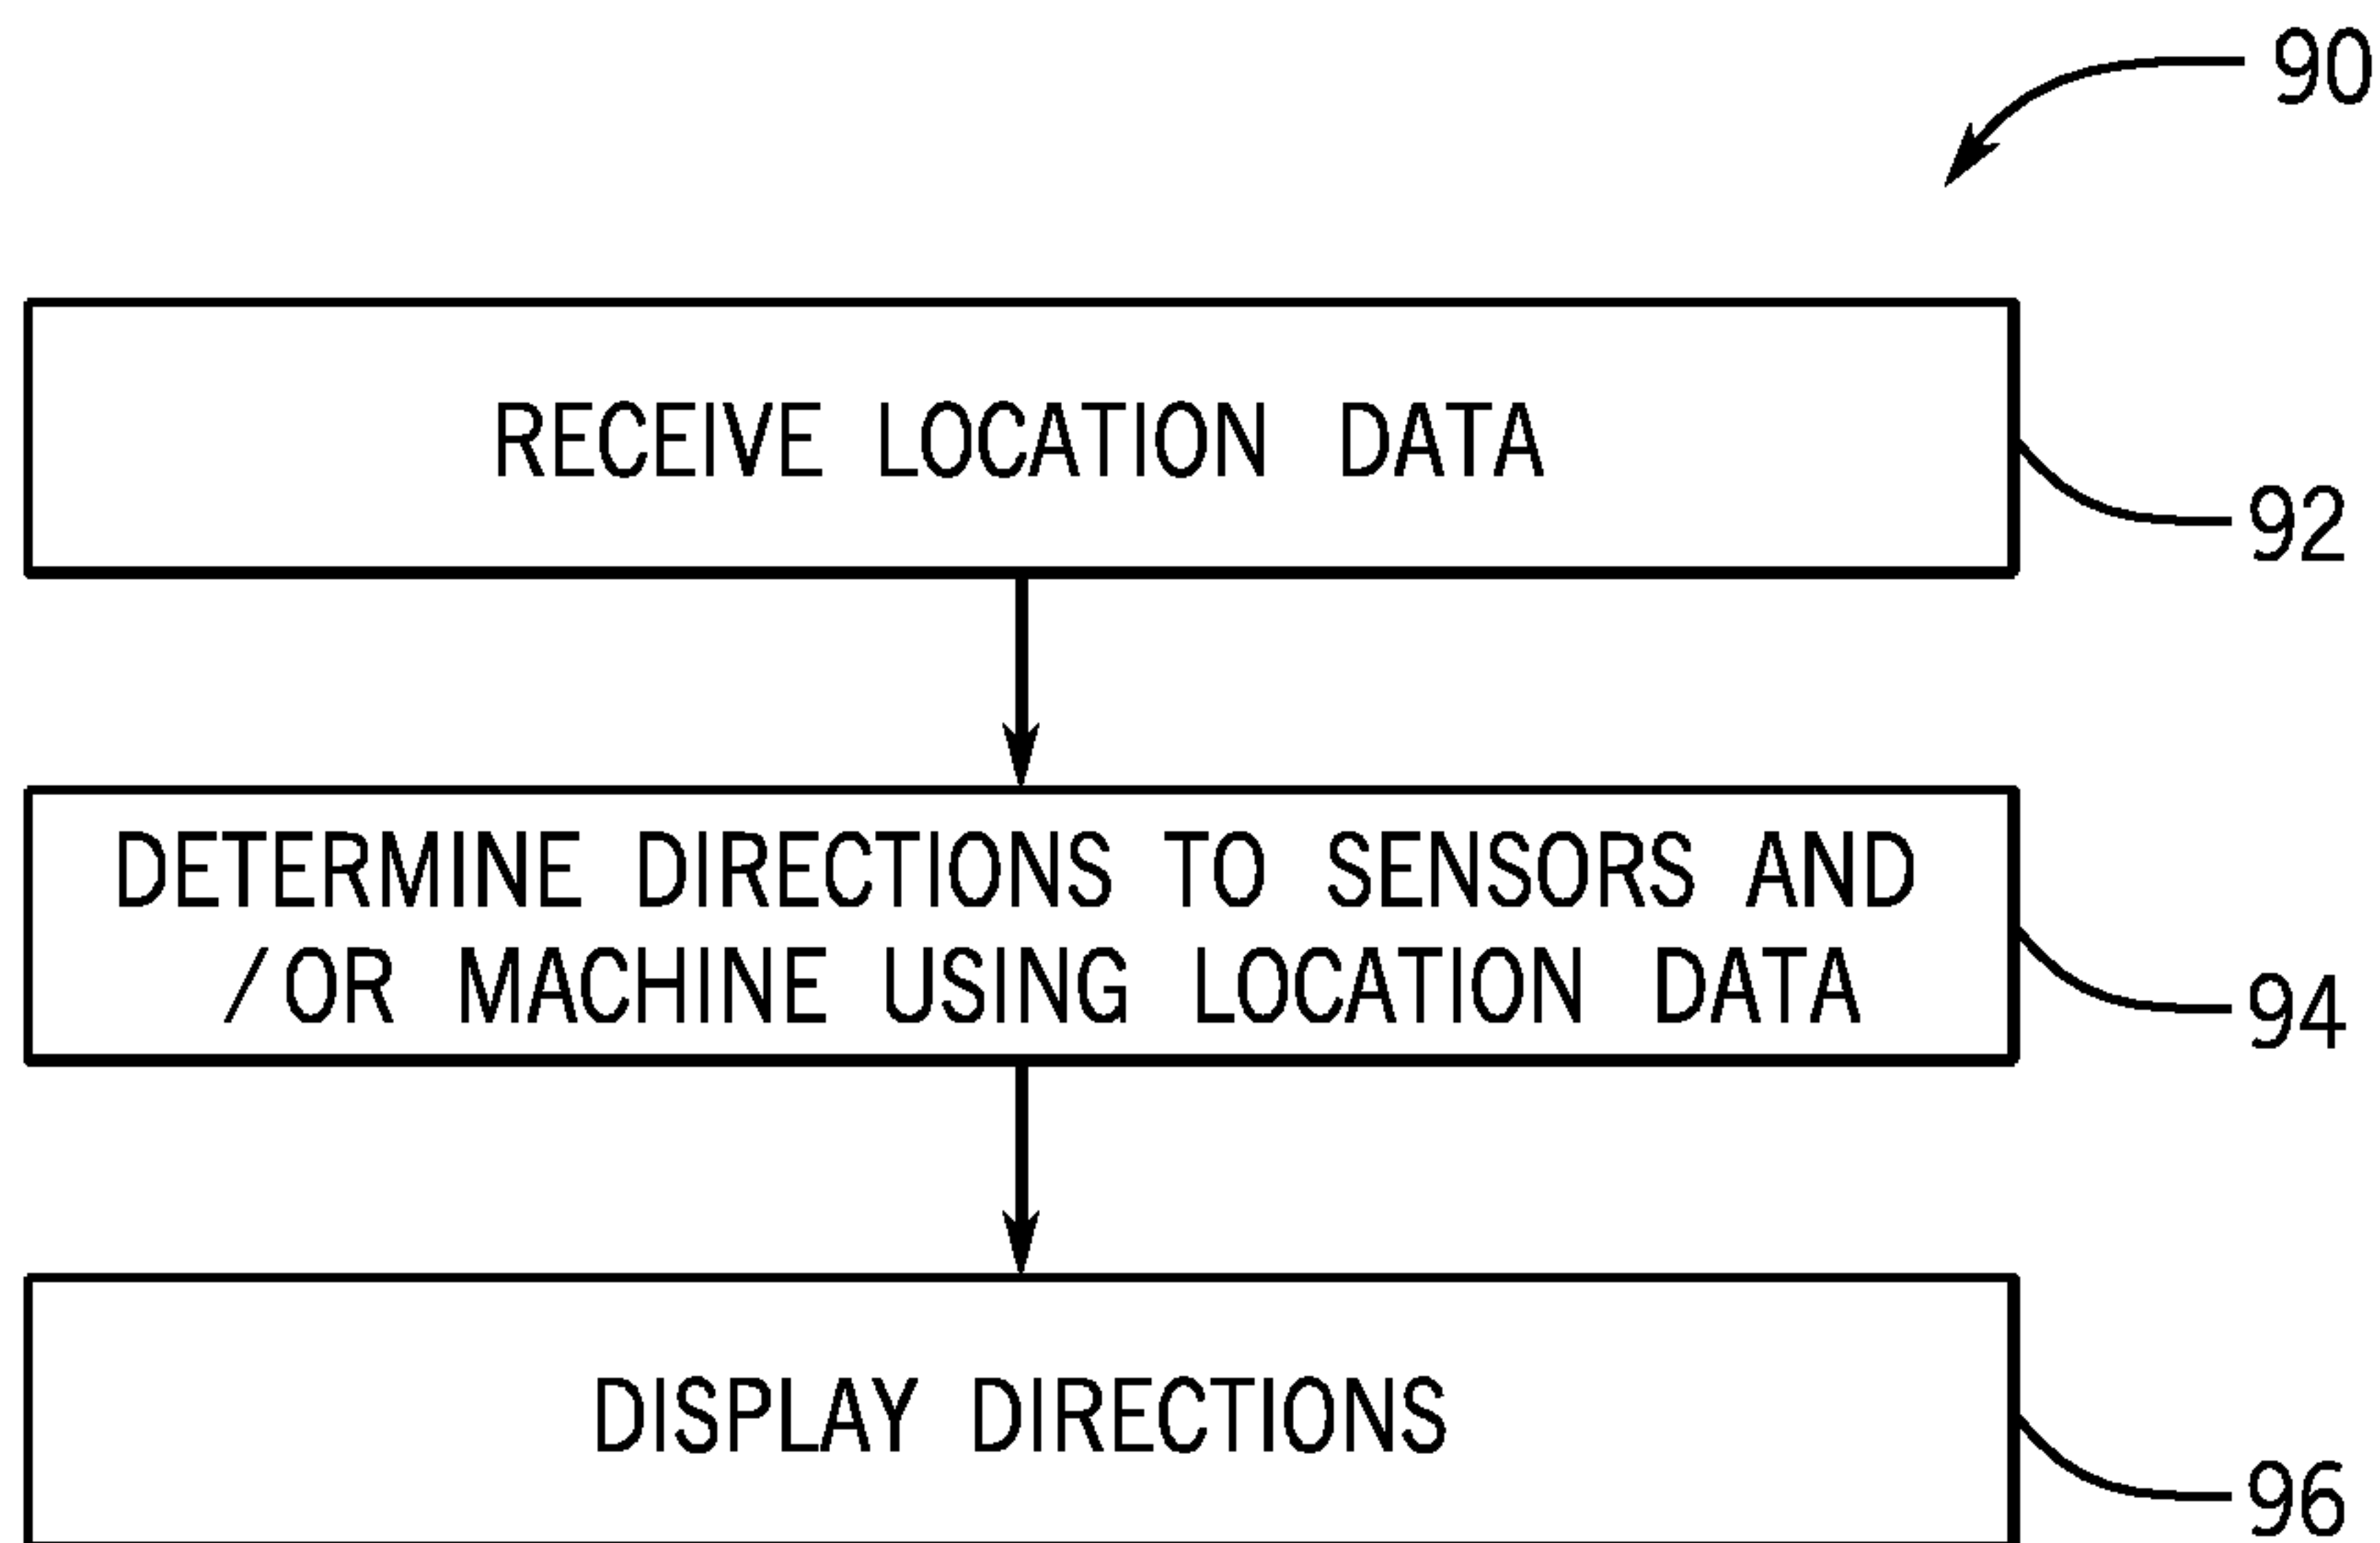 90
RECEIVE LOCATION DATA
92
DETERMINE DIRECTIONS TO SENSORS AND
/OR MACHINE USING LOCATION DATA
94
DISPLAY DIRECTIONS
96